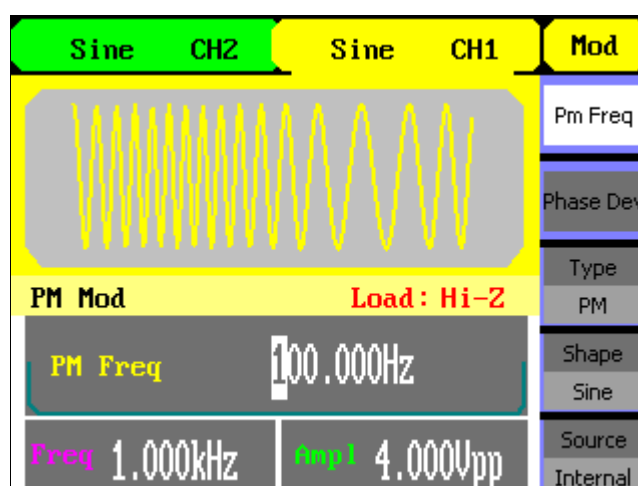 Sine CH2 Sine CH1 Mod
Pm Freq
Phase Dev
Type
PM Mod Load: Hi-Z
PM
PM Freq 100.000Hz
Shape
Sine
Freq 1.000kHz Ampl 4.000Vpp
Source
Internal